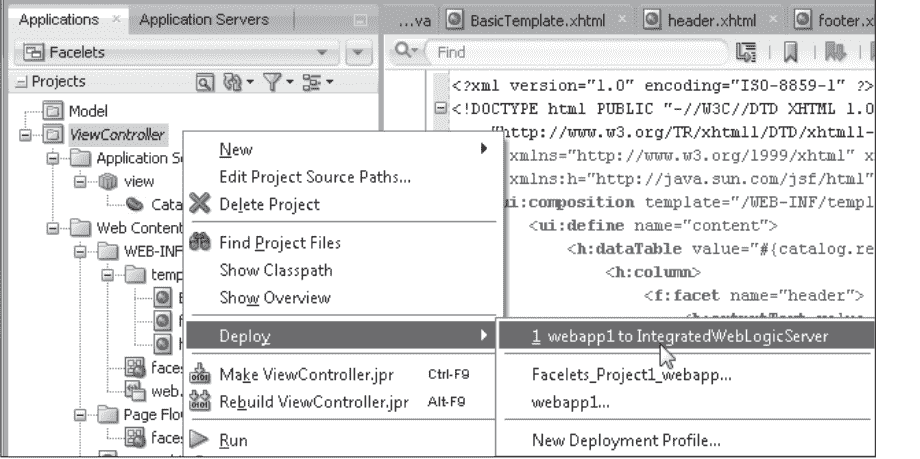 Applications
Application Servers
...va
BasicTemplate.xhtml
header.xhtml
footer.x
Facelets
Find
Projects
Model
ViewController
Application S
view
Cata
Web Content
WEB-INF
temp
faces
web.
Page Flo
faces
New
Edit Project Source Paths...
Delete Project
Find Project Files
Show Classpath
Show Overview
Deploy
Make ViewController.jpr Ctrl-F9
Rebuild ViewController.jpr Alt-F9
Run
1 webapp1 to IntegratedWebLogicServer
Facelets_Project1_webapp...
webapp1...
New Deployment Profile...
<?xml version="1.0" encoding="ISO-8859-1" ?>
<!DOCTYPE html PUBLIC "-//W3C//DTD XHTML 1.0
"http://www.w3.org/TR/xhtml1/DTD/xhtml1-
xmlns="http://www.w3.org/1999/xhtml" x
xmlns:h="http://java.sun.com/jsf/html"
ui:composition template="/WEB-INF/templ
<ui:define name="content">
<h:dataTable value="#{catalog.re
<h:column>
<f:facet name="header">